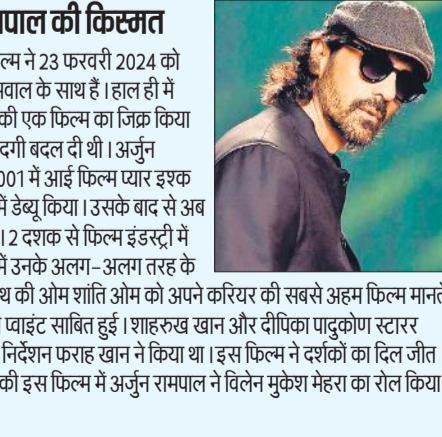 मपाल की किस्मत
ल्म ने 23 फरवरी 2024 को
वाल के साथ हैं। हाल ही में
की एक फिल्म का जिक्र किया
दगी बदल दी थी। अर्जुन
001 में आई फिल्म प्यार इश्क
में डेब्यू किया। उसके बाद से अब
। 2 दशक से फिल्म इंडस्ट्री में
में उनके अलग-अलग तरह के
थ की ओम शांति ओम को अपने करियर की सबसे अहम फिल्म मानते
प्वाइंट साबित हुई। शाहरुख खान और दीपिका पादुकोण स्टारर
निर्देशन फराह खान ने किया था। इस फिल्म ने दर्शकों का दिल जीत
की इस फिल्म में अर्जुन रामपाल ने विलेन मुकेश मेहरा का रोल किया